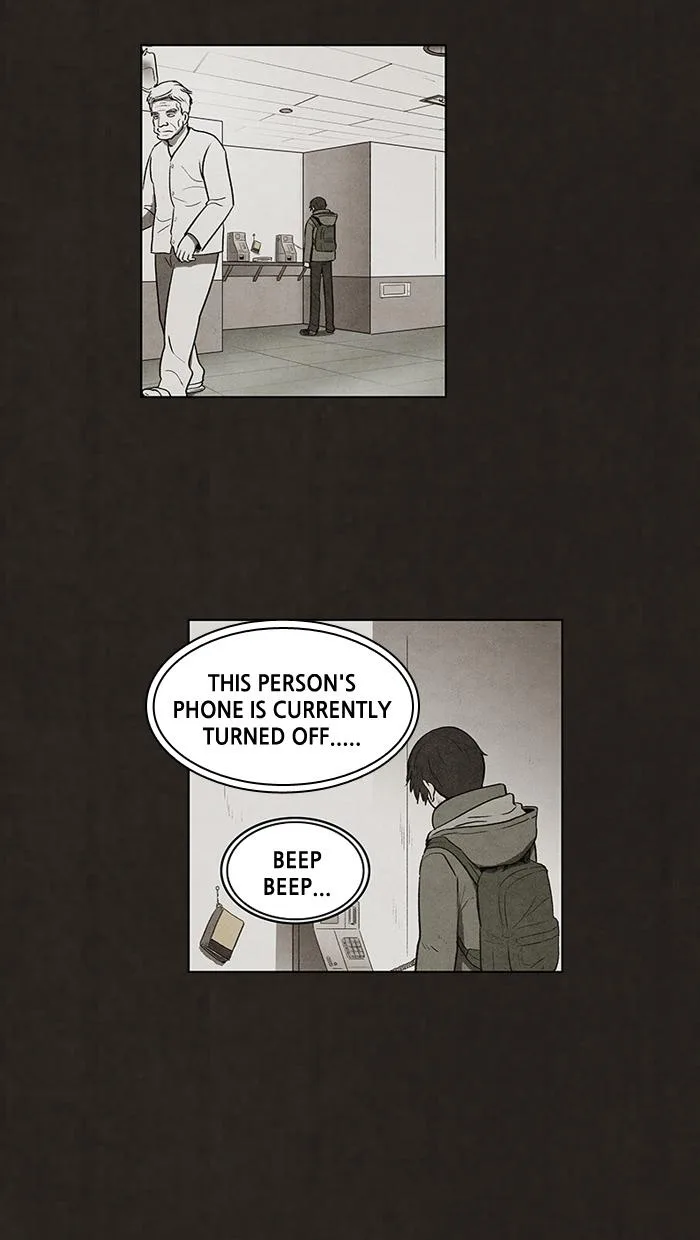 THIS PERSON'S
PHONE IS CURRENTLY
TURNED OFF.....
BEEP
BEEP...